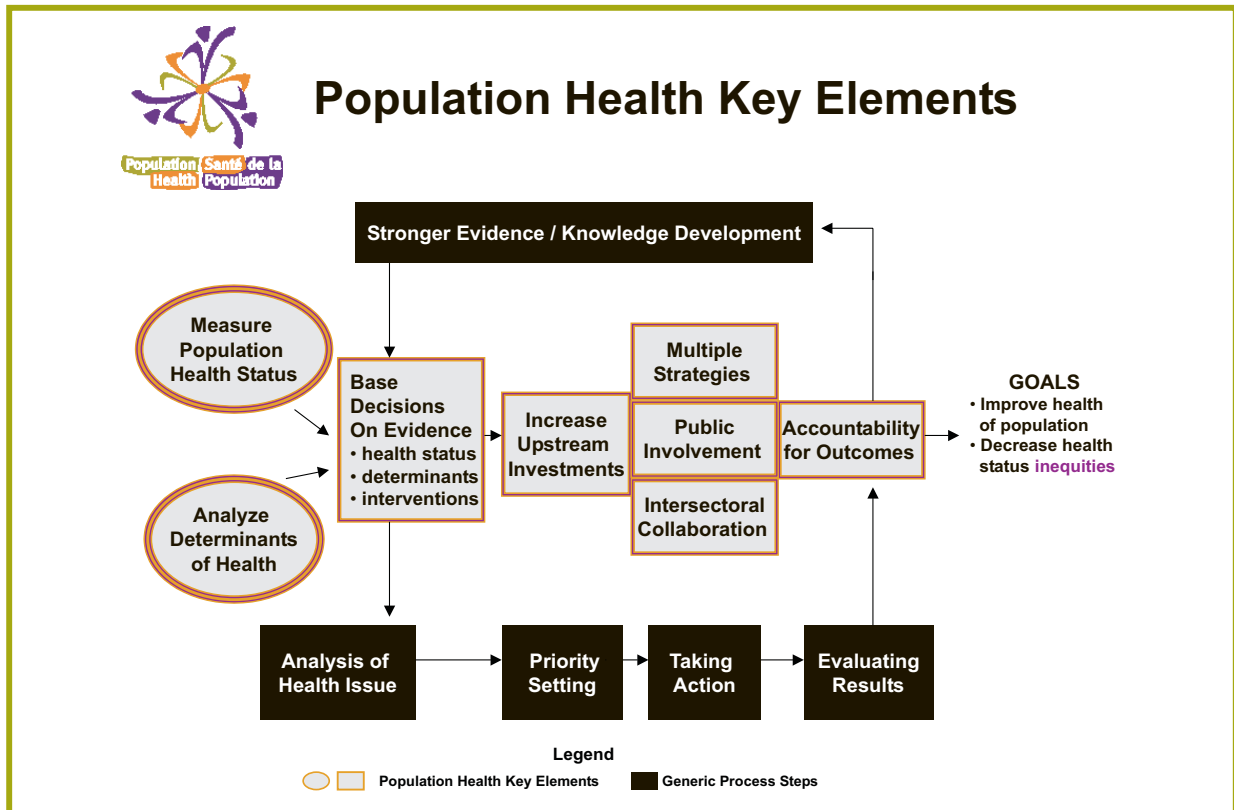 Population Santé de la
Health Population
Population Health Key Elements
Stronger Evidence / Knowledge Development
Measure
Population
Health Status
Analyze
Determinants
of Health
Base
Decisions
On Evidence
• health status
• determinants
• interventions
Increase
Upstream
Investments
Multiple
Strategies
Public
Involvement
Intersectoral
Collaboration
Accountability
for Outcomes
GOALS
• Improve health
of population
• Decrease health
status inequities
Analysis of
Health Issue
Priority
Setting
Taking
Action
Evaluating
Results
Legend
Population Health Key Elements
Generic Process Steps